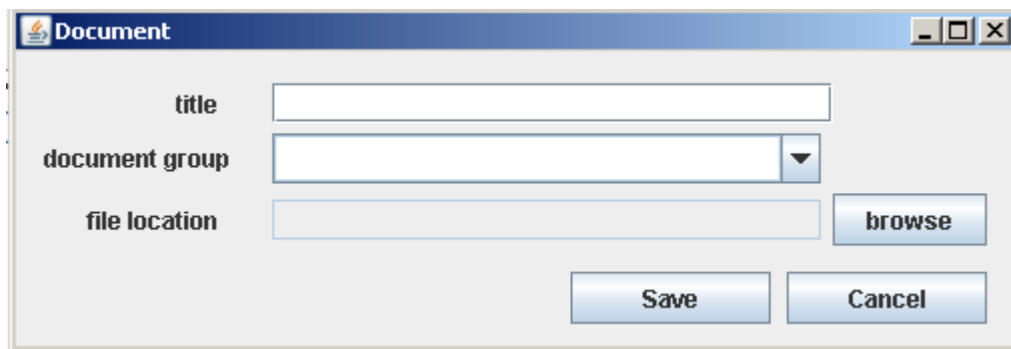 Document
title
document group
file location browse
Save Cancel